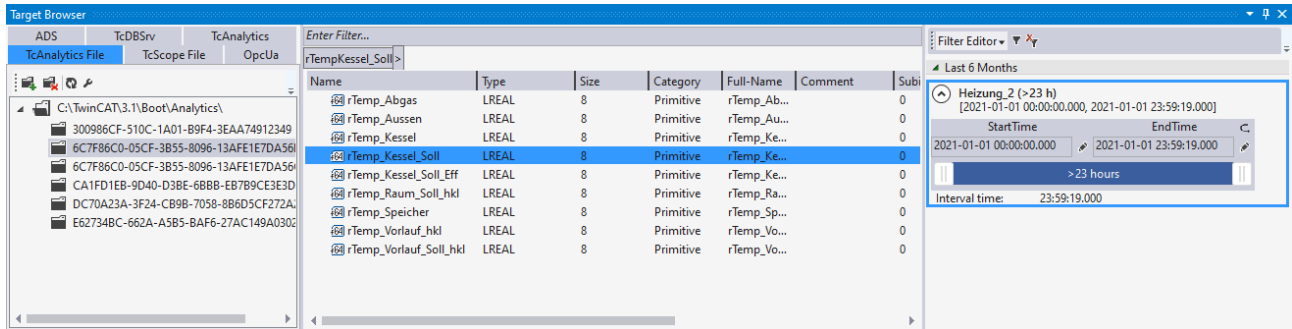 Target Browser
ADS TcDBSrv TcAnalytics
TcAnalytics File TcScope File OpcUa
C:\TwinCAT\3.1\Boot\Analytics\
300986CF-510C-1A01-B9F4-3EAA74912349
6C7F86C0-05CF-3B55-8096-13AFE1E7DA56
6C7F86C0-05CF-3B55-8096-13AFE1E7DA56
CA1FD1EB-9D40-D3BE-6BBB-EB7B9CE3E3D
DC70A23A-3F24-CB9B-7058-8B6D5CF272A
E62734BC-662A-A5B5-BAF6-27AC149A0302
Enter Filter...
rTempKessel_Soll >
Name Type Size Category Full-Name Comment Subi
rTemp_Abgas LREAL 8 Primitive rTemp_Ab... 0
rTemp_Aussen LREAL 8 Primitive rTemp_Au... 0
rTemp_Kessel LREAL 8 Primitive rTemp_Ke... 0
rTemp_Kessel_Soll LREAL 8 Primitive rTemp_Ke... 0
rTemp_Kessel_Soll_Eff LREAL 8 Primitive rTemp_Ke... 0
rTemp_Raum_Soll_hkl LREAL 8 Primitive rTemp_Ra... 0
rTemp_Speicher LREAL 8 Primitive rTemp_Sp... 0
rTemp_Vorlauf_hkl LREAL 8 Primitive rTemp_Vo... 0
rTemp_Vorlauf_Soll_hkl LREAL 8 Primitive rTemp_Vo... 0
Filter Editor
Last 6 Months
Heizung_2 (>23 h)
[2021-01-01 00:00:00.000, 2021-01-01 23:59:19.000]
StartTime EndTime
2021-01-01 00:00:00.000 2021-01-01 23:59:19.000
>23 hours
Interval time: 23:59:19.000